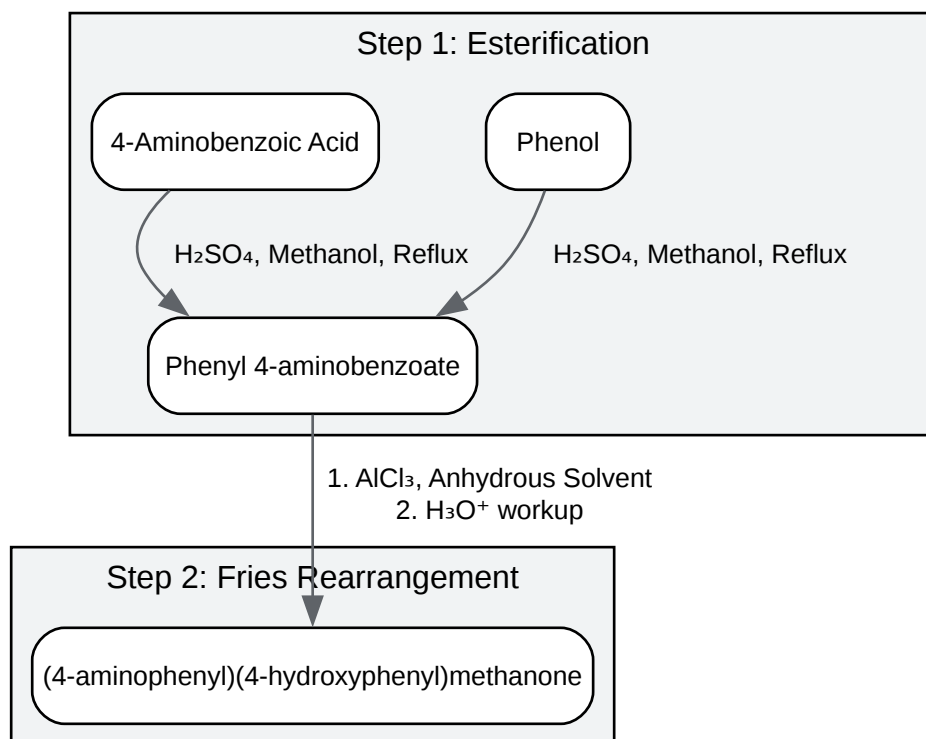 Step 1: Esterification
4-Aminobenzoic Acid
Phenol
H₂SO₄, Methanol, Reflux
H₂SO₄, Methanol, Reflux
Phenyl 4-aminobenzoate
1. AlCl₃, Anhydrous Solvent
2. H₃O⁺ workup
Step 2: Fries Rearrangement
(4-aminophenyl)(4-hydroxyphenyl)methanone